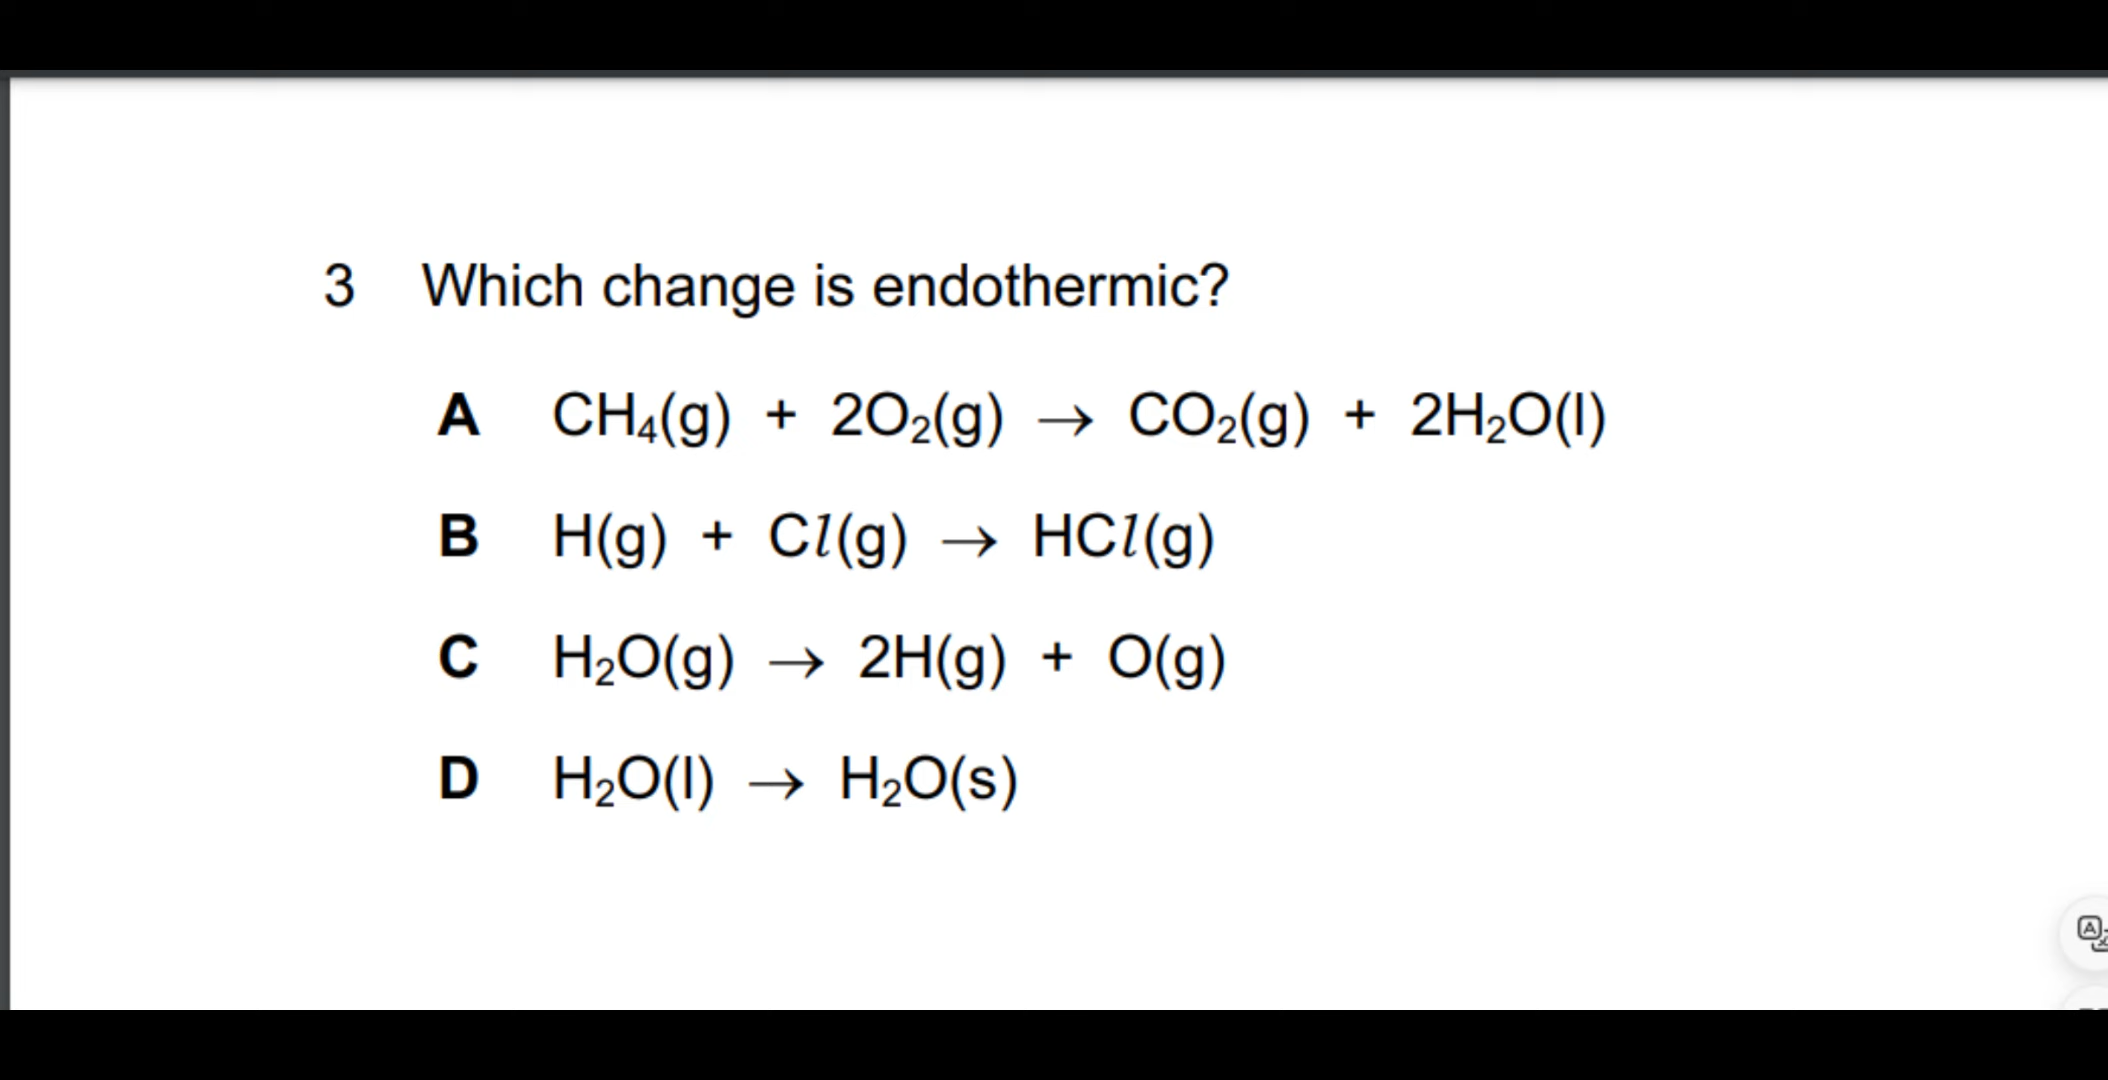 3 Which change is endothermic?
A CH₄(g) + 2O₂(g) → CO₂(g) + 2H₂O(l)
B H(g) + Cl(g) → HCl(g)
C H₂O(g) → 2H(g) + O(g)
D H₂O(l) → H₂O(s)